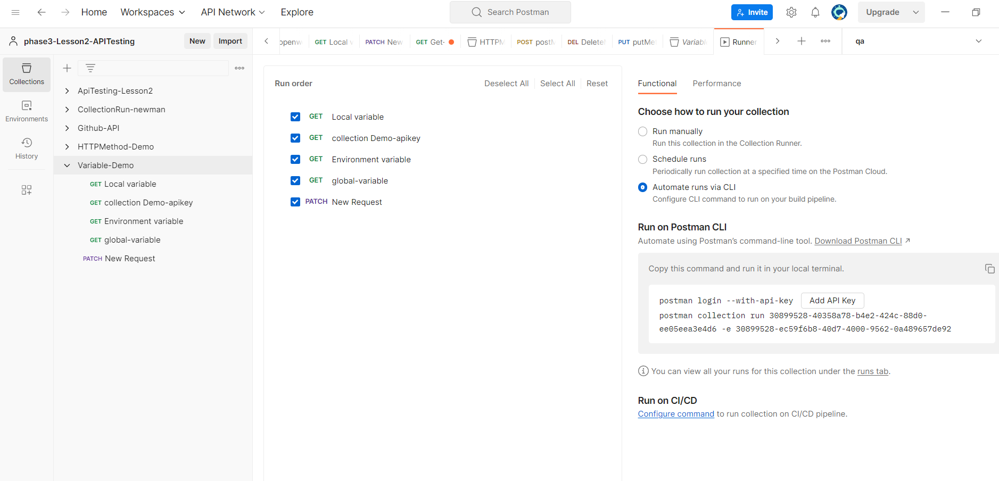 Home Workspaces API Network Explore Search Postman Invite Upgrade
phase3-Lesson2-APITesting New Import
GET Local PATCH New GET Get- POST DEL Delete PUT Variabl Runner qa
Collections
Environments
History
ApiTesting-Lesson2
CollectionRun-newman
Github-API
HTTPMethod-Demo
Variable-Demo
GET Local variable
GET collection Demo-apikey
GET Environment variable
GET global-variable
PATCH New Request
Run order Deselect All Select All Reset
GET Local variable
GET collection Demo-apikey
GET Environment variable
GET global-variable
PATCH New Request
Functional Performance
Choose how to run your collection
Run manually
Run this collection in the Collection Runner.
Schedule runs
Periodically run collection at a specified time on the Postman Cloud.
Automate runs via CLI
Configure CLI command to run on your build pipeline.
Run on Postman CLI
Automate using Postman’s command-line tool. Download Postman CLI
Copy this command and run it in your local terminal.
postman login --with-api-key Add API Key
postman collection run 30899528-40358a78-b4e2-424c-88d0-
ee05eea3e4d6 -e 30899528-ec59f6b8-40d7-4000-9562-0a489657de92
You can view all your runs for this collection under the runs tab.
Run on CI/CD
Configure command to run collection on CI/CD pipeline.